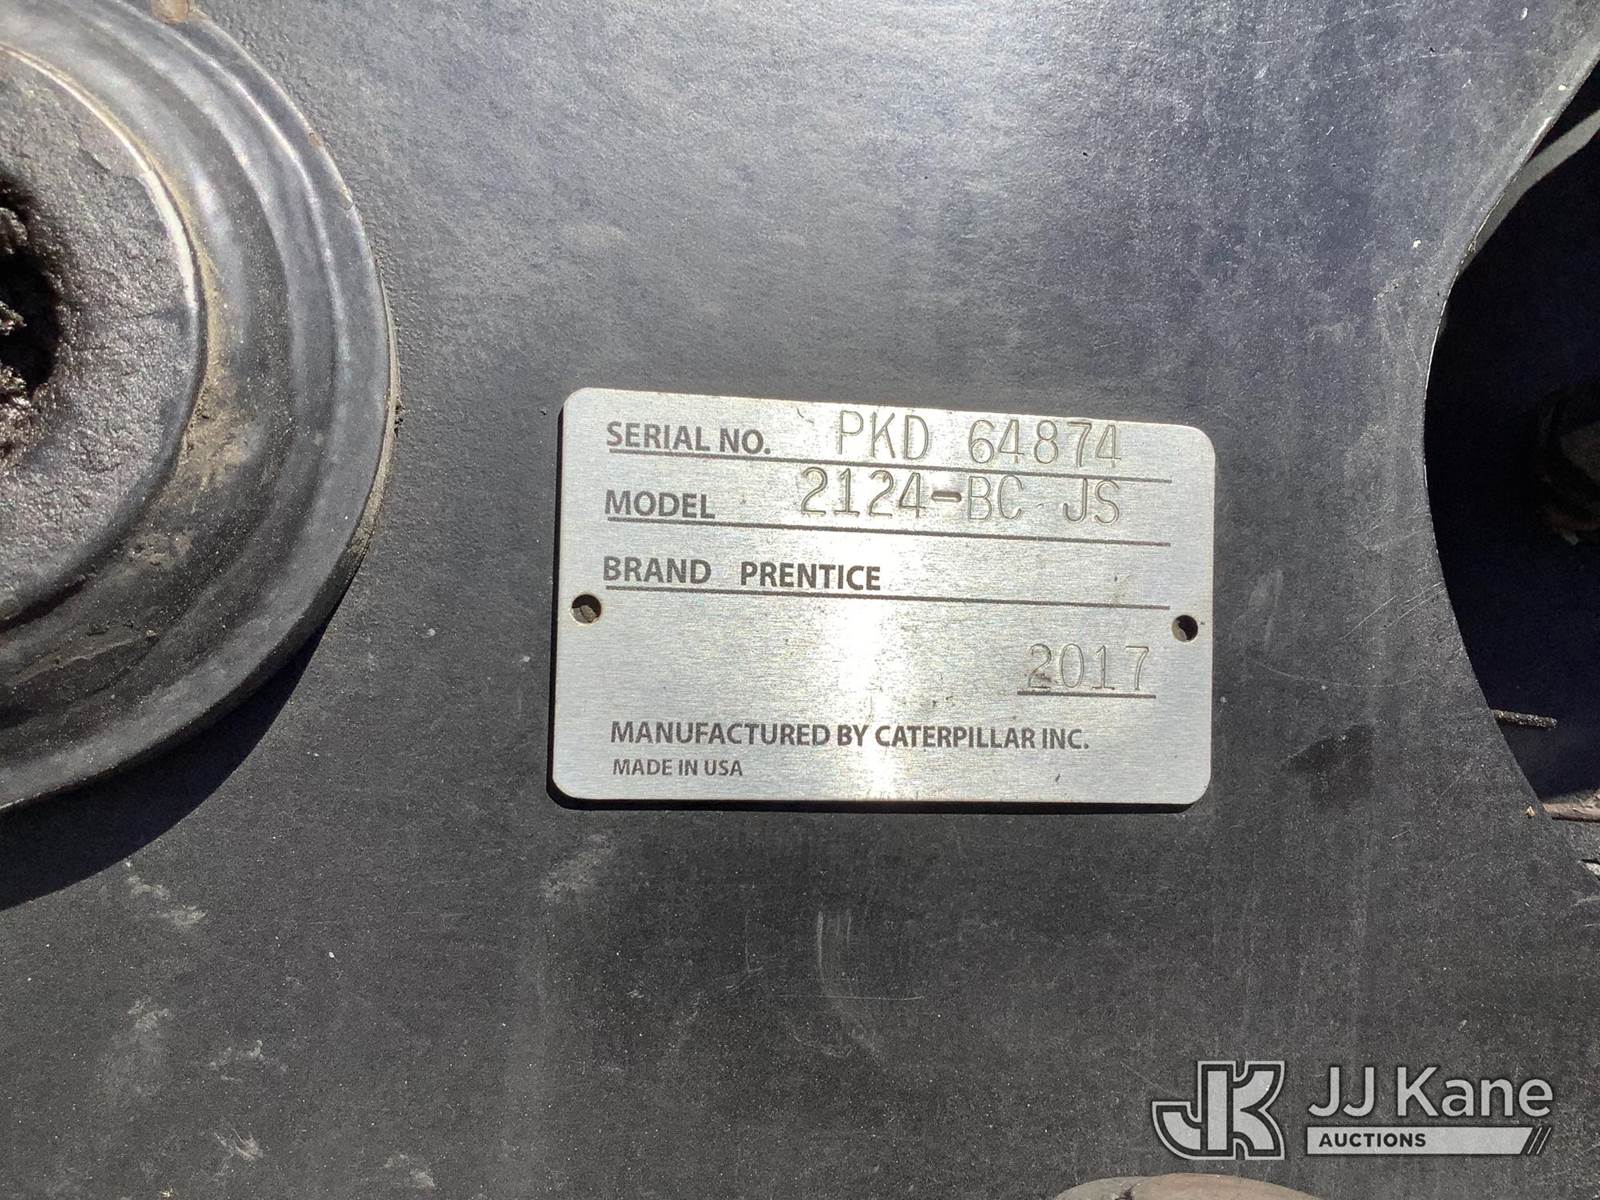 SERIAL NO. PKD 64874
MODEL 2124-BC JS
BRAND PRENTICE
2017
MANUFACTURED BY CATERPILLAR INC.
MADE IN USA
JK JJ Kane
AUCTIONS